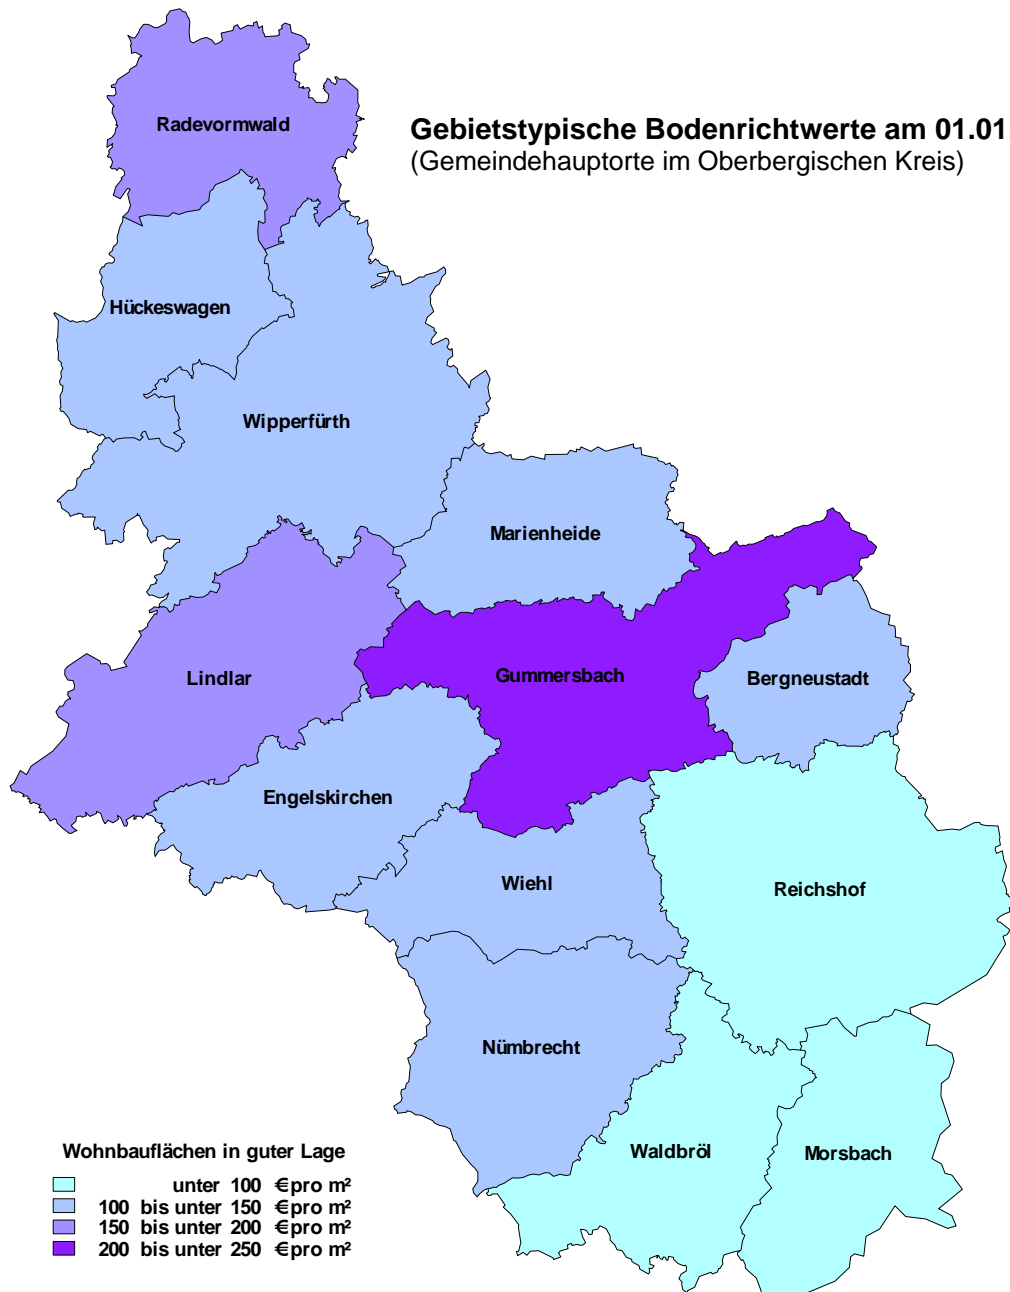 Gebietstypische Bodenrichtwerte am 01.01
(Gemeindehauptorte im Oberbergischen Kreis)
Radevormwald
Hückeswagen
Wipperfürth
Marienheide
Lindlar
Gummersbach
Bergneustadt
Engelskirchen
Wiehl
Reichshof
Nümbrecht
Waldbröl
Morsbach
Wohnbauflächen in guter Lage
unter 100 € pro m²
100 bis unter 150 € pro m²
150 bis unter 200 € pro m²
200 bis unter 250 € pro m²